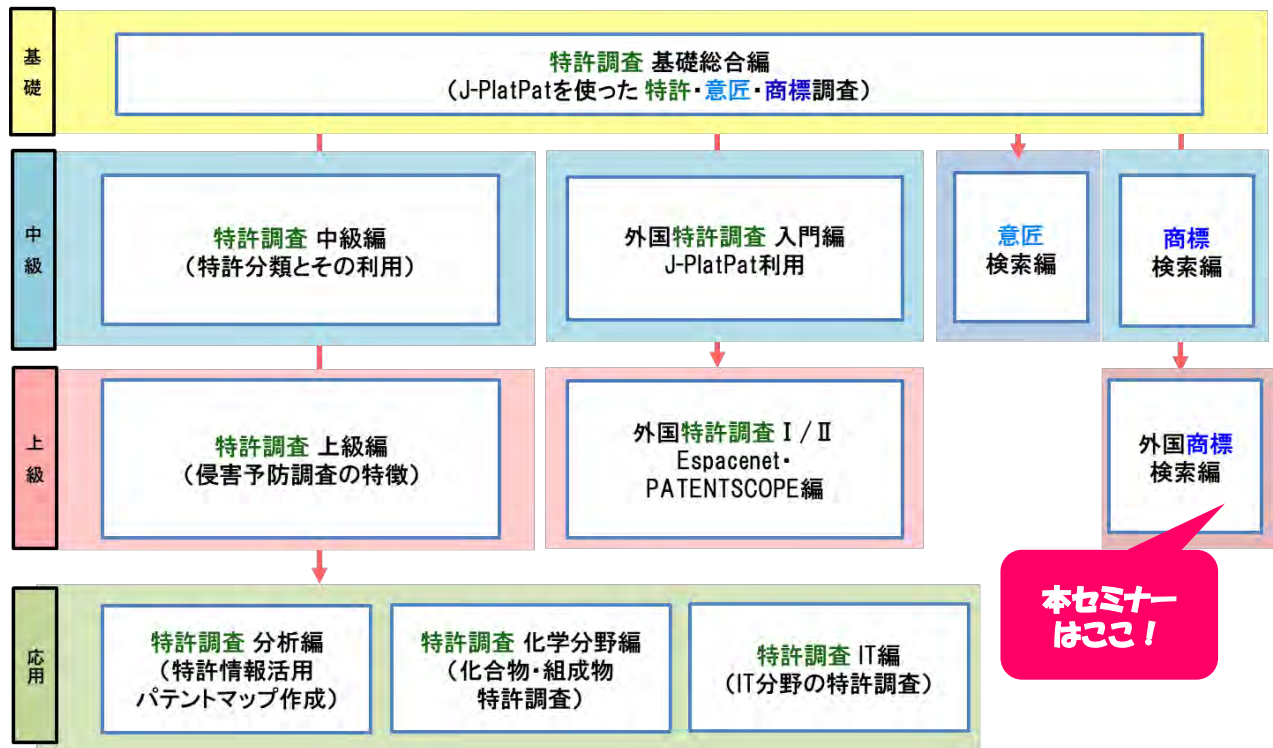 基礎
特許調査 基礎総合編
(J-PlatPatを使った 特許・意匠・商標調査)
中級
特許調査 中級編
(特許分類とその利用)
外国特許調査 入門編
J-PlatPat利用
意匠
検索編
商標
検索編
上級
特許調査 上級編
(侵害予防調査の特徴)
外国特許調査 Ⅰ/Ⅱ
Espacenet・
PATENTSCOPE編
外国商標
検索編
本セミナー
はここ!
応用
特許調査 分析編
(特許情報活用
パテントマップ作成)
特許調査 化学分野編
(化合物・組成物
特許調査)
特許調査 IT編
(IT分野の特許調査)